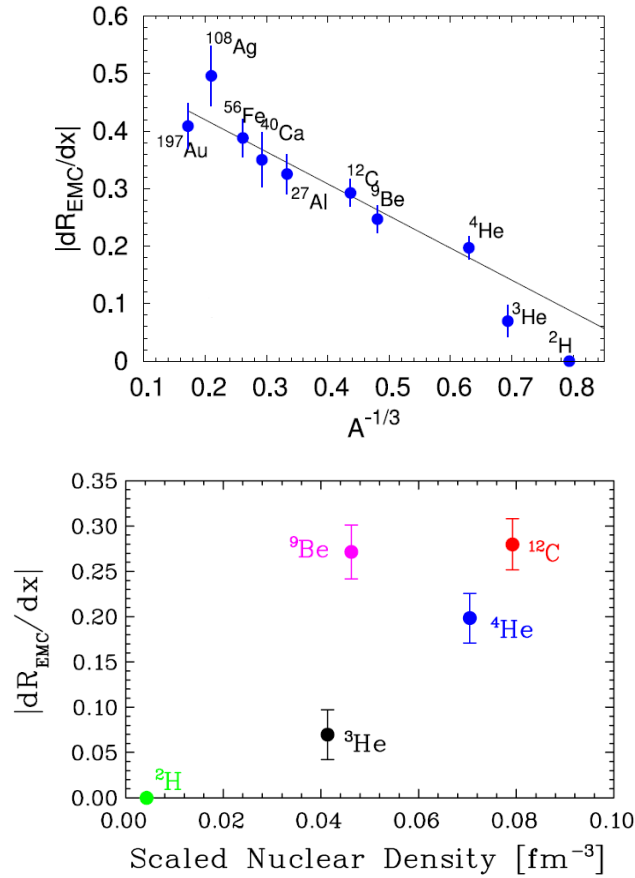 |dR_EMC/dx|
0.6
0.5
0.4
0.3
0.2
0.1
0
¹⁰⁸Ag
¹⁹⁷Au
⁵⁶Fe
⁴⁰Ca
²⁷Al
¹²C
⁹Be
⁴He
³He
²H
0.1 0.2 0.3 0.4 0.5 0.6 0.7 0.8
A⁻¹/³
|dR_EMC/dx|
0.35
0.30
0.25
0.20
0.15
0.10
0.05
0.00
⁹Be
¹²C
⁴He
³He
²H
0.00 0.02 0.04 0.06 0.08 0.10
Scaled Nuclear Density [fm⁻³]